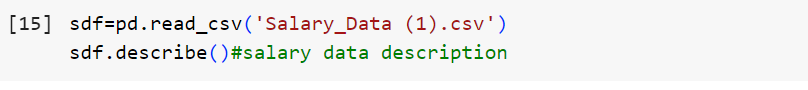 [15] sdf=pd.read_csv('Salary_Data (1).csv')
sdf.describe()#salary data description